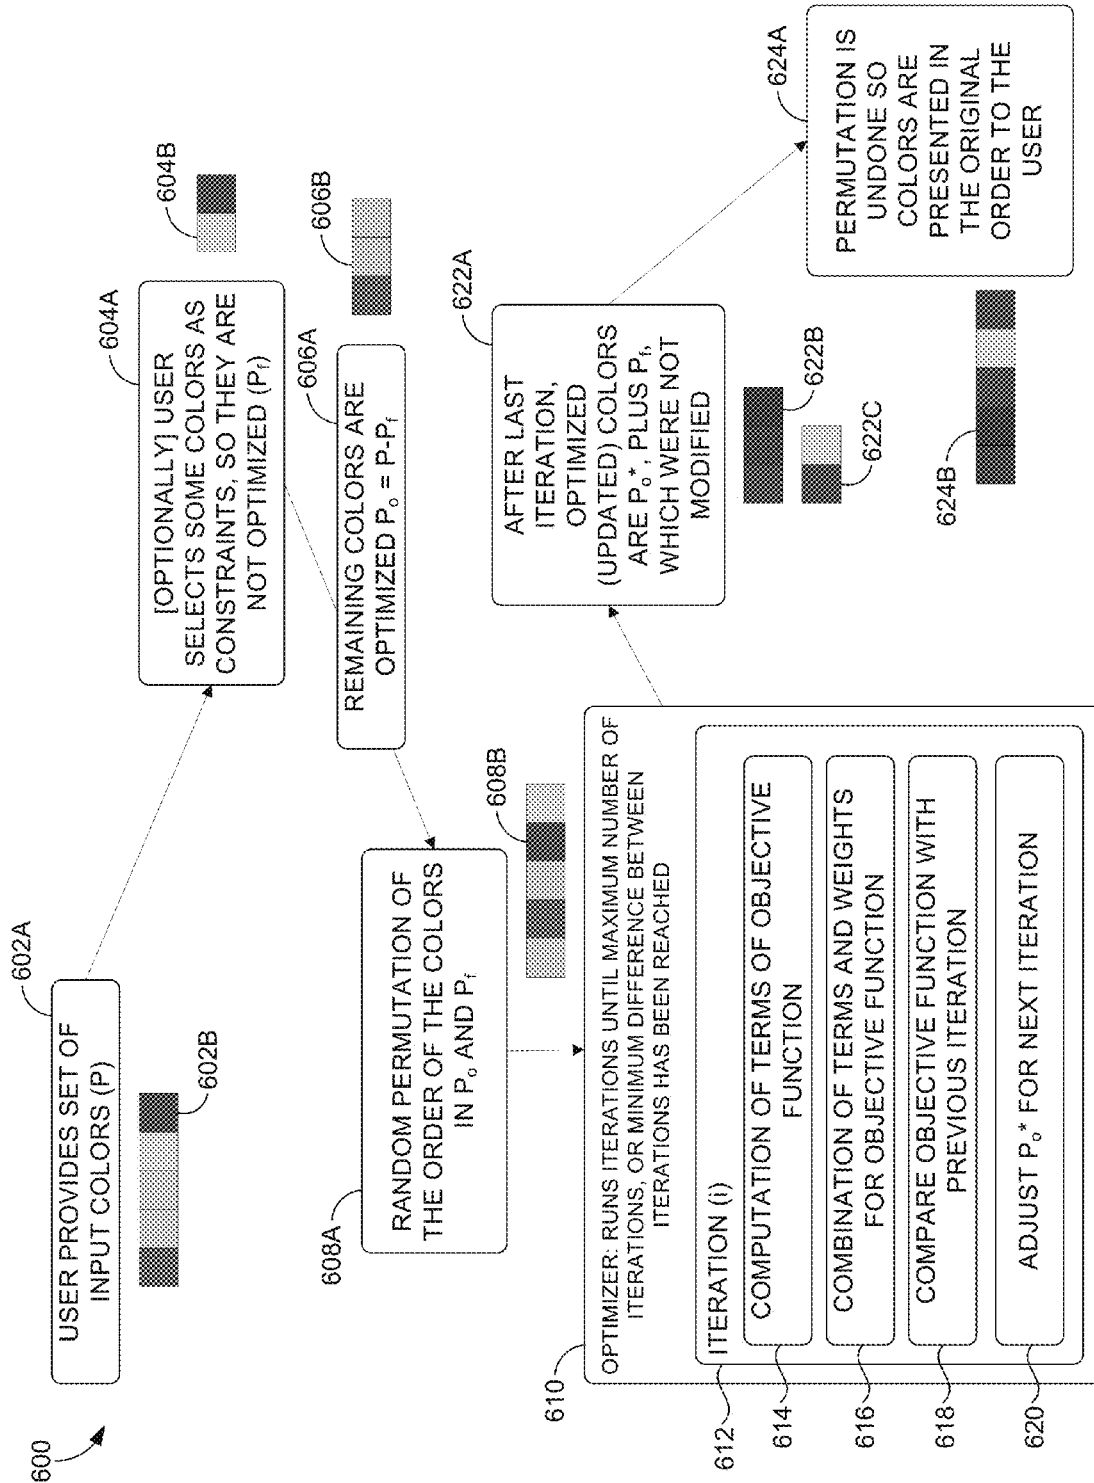 600
602A
USER PROVIDES SET OF
INPUT COLORS (P)
602B
604A
[OPTIONALLY] USER
SELECTS SOME COLORS AS
CONSTRAINTS, SO THEY ARE
NOT OPTIMIZED (Pf)
604B
606A
REMAINING COLORS ARE
OPTIMIZED Po = P-Pf
606B
608A
RANDOM PERMUTATION OF
THE ORDER OF THE COLORS
IN Po AND Pf
608B
610
OPTIMIZER: RUNS ITERATIONS UNTIL MAXIMUM NUMBER OF
ITERATIONS, OR MINIMUM DIFFERENCE BETWEEN
ITERATIONS HAS BEEN REACHED
612
ITERATION (i)
614
COMPUTATION OF TERMS OF OBJECTIVE
FUNCTION
616
COMBINATION OF TERMS AND WEIGHTS
FOR OBJECTIVE FUNCTION
618
COMPARE OBJECTIVE FUNCTION WITH
PREVIOUS ITERATION
620
ADJUST Po* FOR NEXT ITERATION
622A
AFTER LAST
ITERATION,
OPTIMIZED
(UPDATED) COLORS
ARE Po*, PLUS Pf,
WHICH WERE NOT
MODIFIED
622B
622C
624A
PERMUTATION IS
UNDONE SO
COLORS ARE
PRESENTED IN
THE ORIGINAL
ORDER TO THE
USER
624B